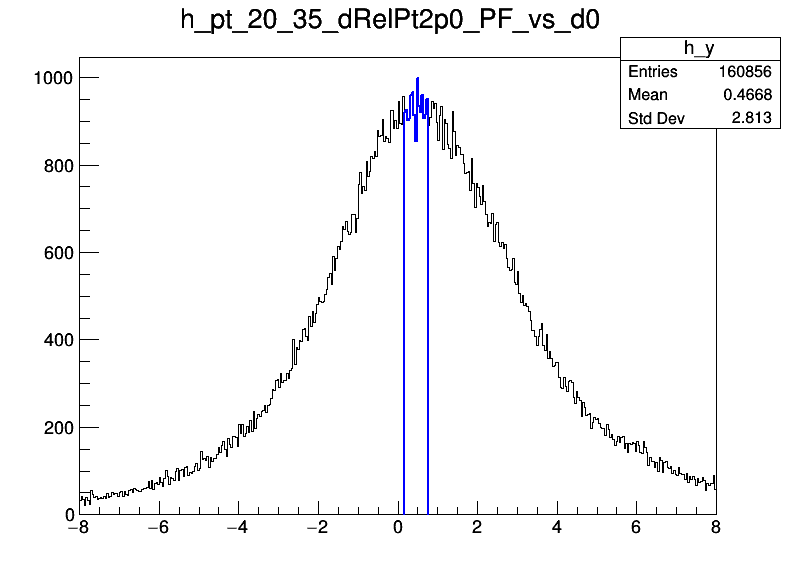 h_pt_20_35_dRelPt2p0_PF_vs_d0
h_y
Entries 160856
Mean 0.4668
Std Dev 2.813
1000
800
600
400
200
0
−8 −6 −4 −2 0 2 4 6 8